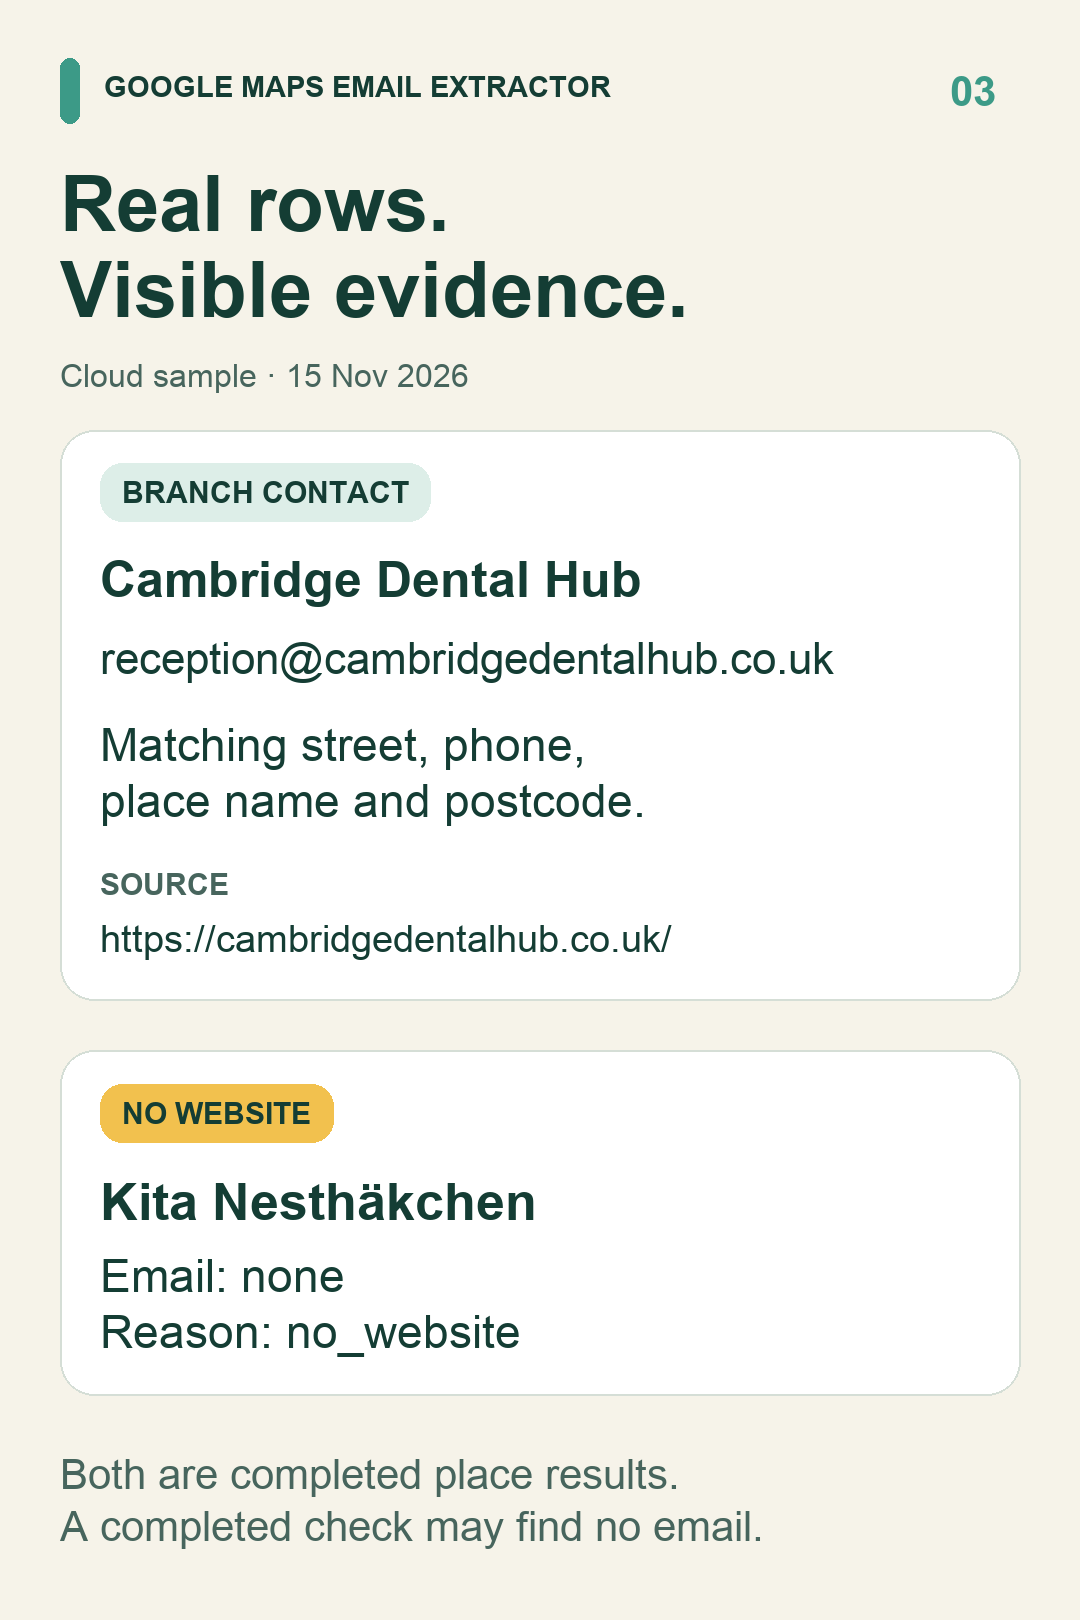 GOOGLE MAPS EMAIL EXTRACTOR
03
Real rows.
Visible evidence.
Cloud sample · 15 Nov 2026
BRANCH CONTACT
Cambridge Dental Hub
reception@cambridgedentalhub.co.uk
Matching street, phone,
place name and postcode.
SOURCE
https://cambridgedentalhub.co.uk/
NO WEBSITE
Kita Nesthäkchen
Email: none
Reason: no_website
Both are completed place results.
A completed check may find no email.